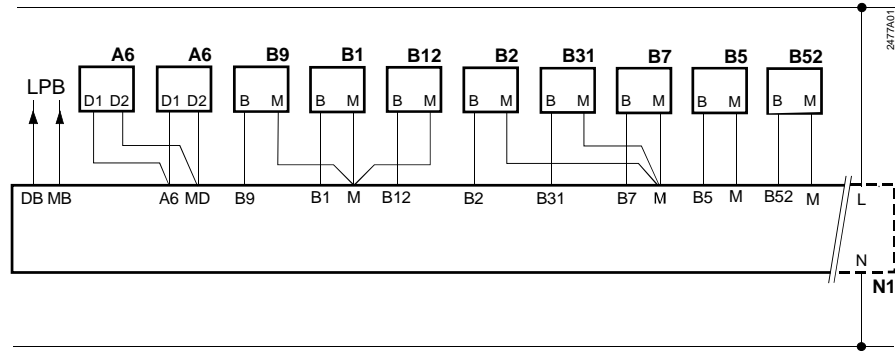 2477A01
A6 A6 B9 B1 B12 B2 B31 B7 B5 B52
LPB
D1 D2 D1 D2 B M B M B M B M B M B M B M B M
DB MB A6 MD B9 B1 M B12 B2 B31 B7 M B5 M B52 M L
N
N1